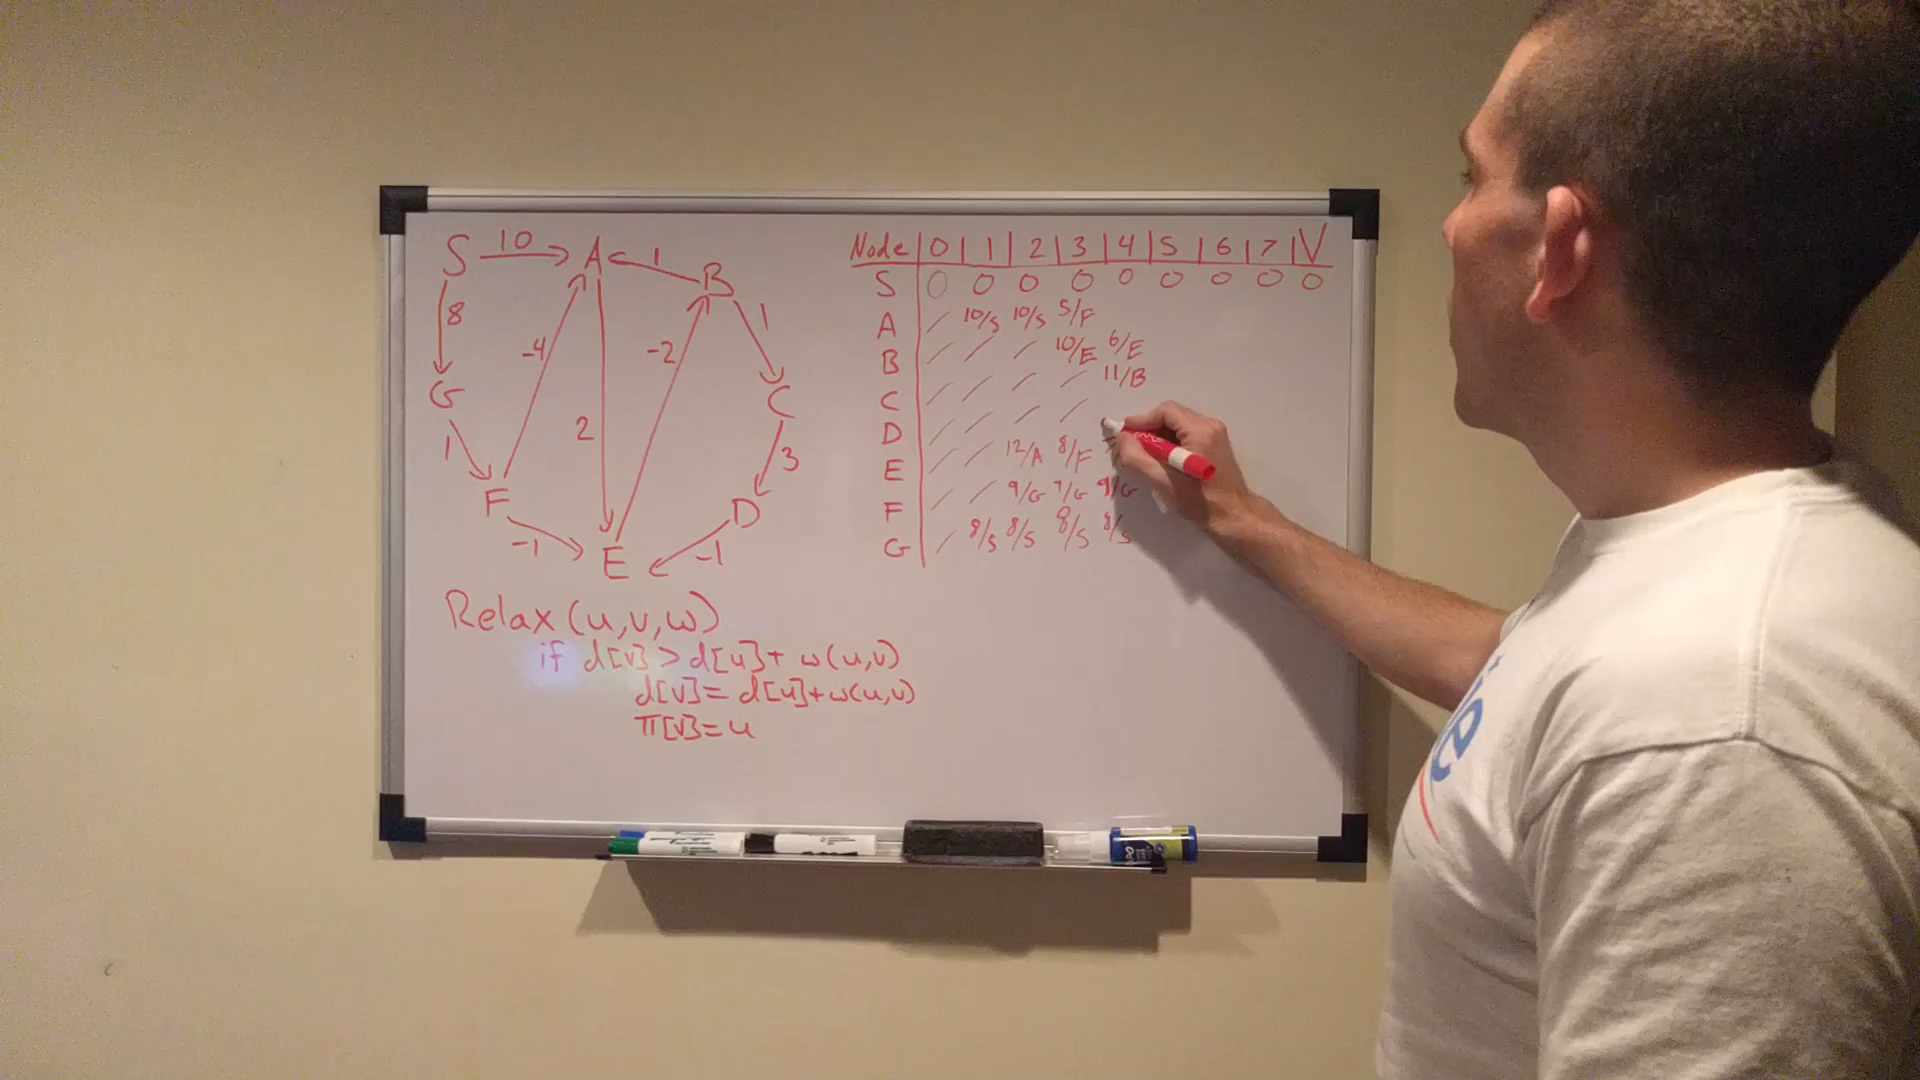 S 10 A 1 B
8 -4 2 -2 1
G C
1 3
F D
-1 E -1
Relax (u,v,w)
if d[v] > d[u] + w(u,v)
d[v] = d[u] + w(u,v)
π[v] = u
Node | 0 | 1 | 2 | 3 | 4 | 5 | 6 | 7 | V
S 0 0 0 0 0 0 0 0 0
A / 10/S 10/S 5/F
B / / / 10/E 6/E
C / / / / 11/B
D / / / /
E / / 12/A 8/F
F / / 9/G 9/G 9/G
G / 8/S 8/S 8/S 8/S